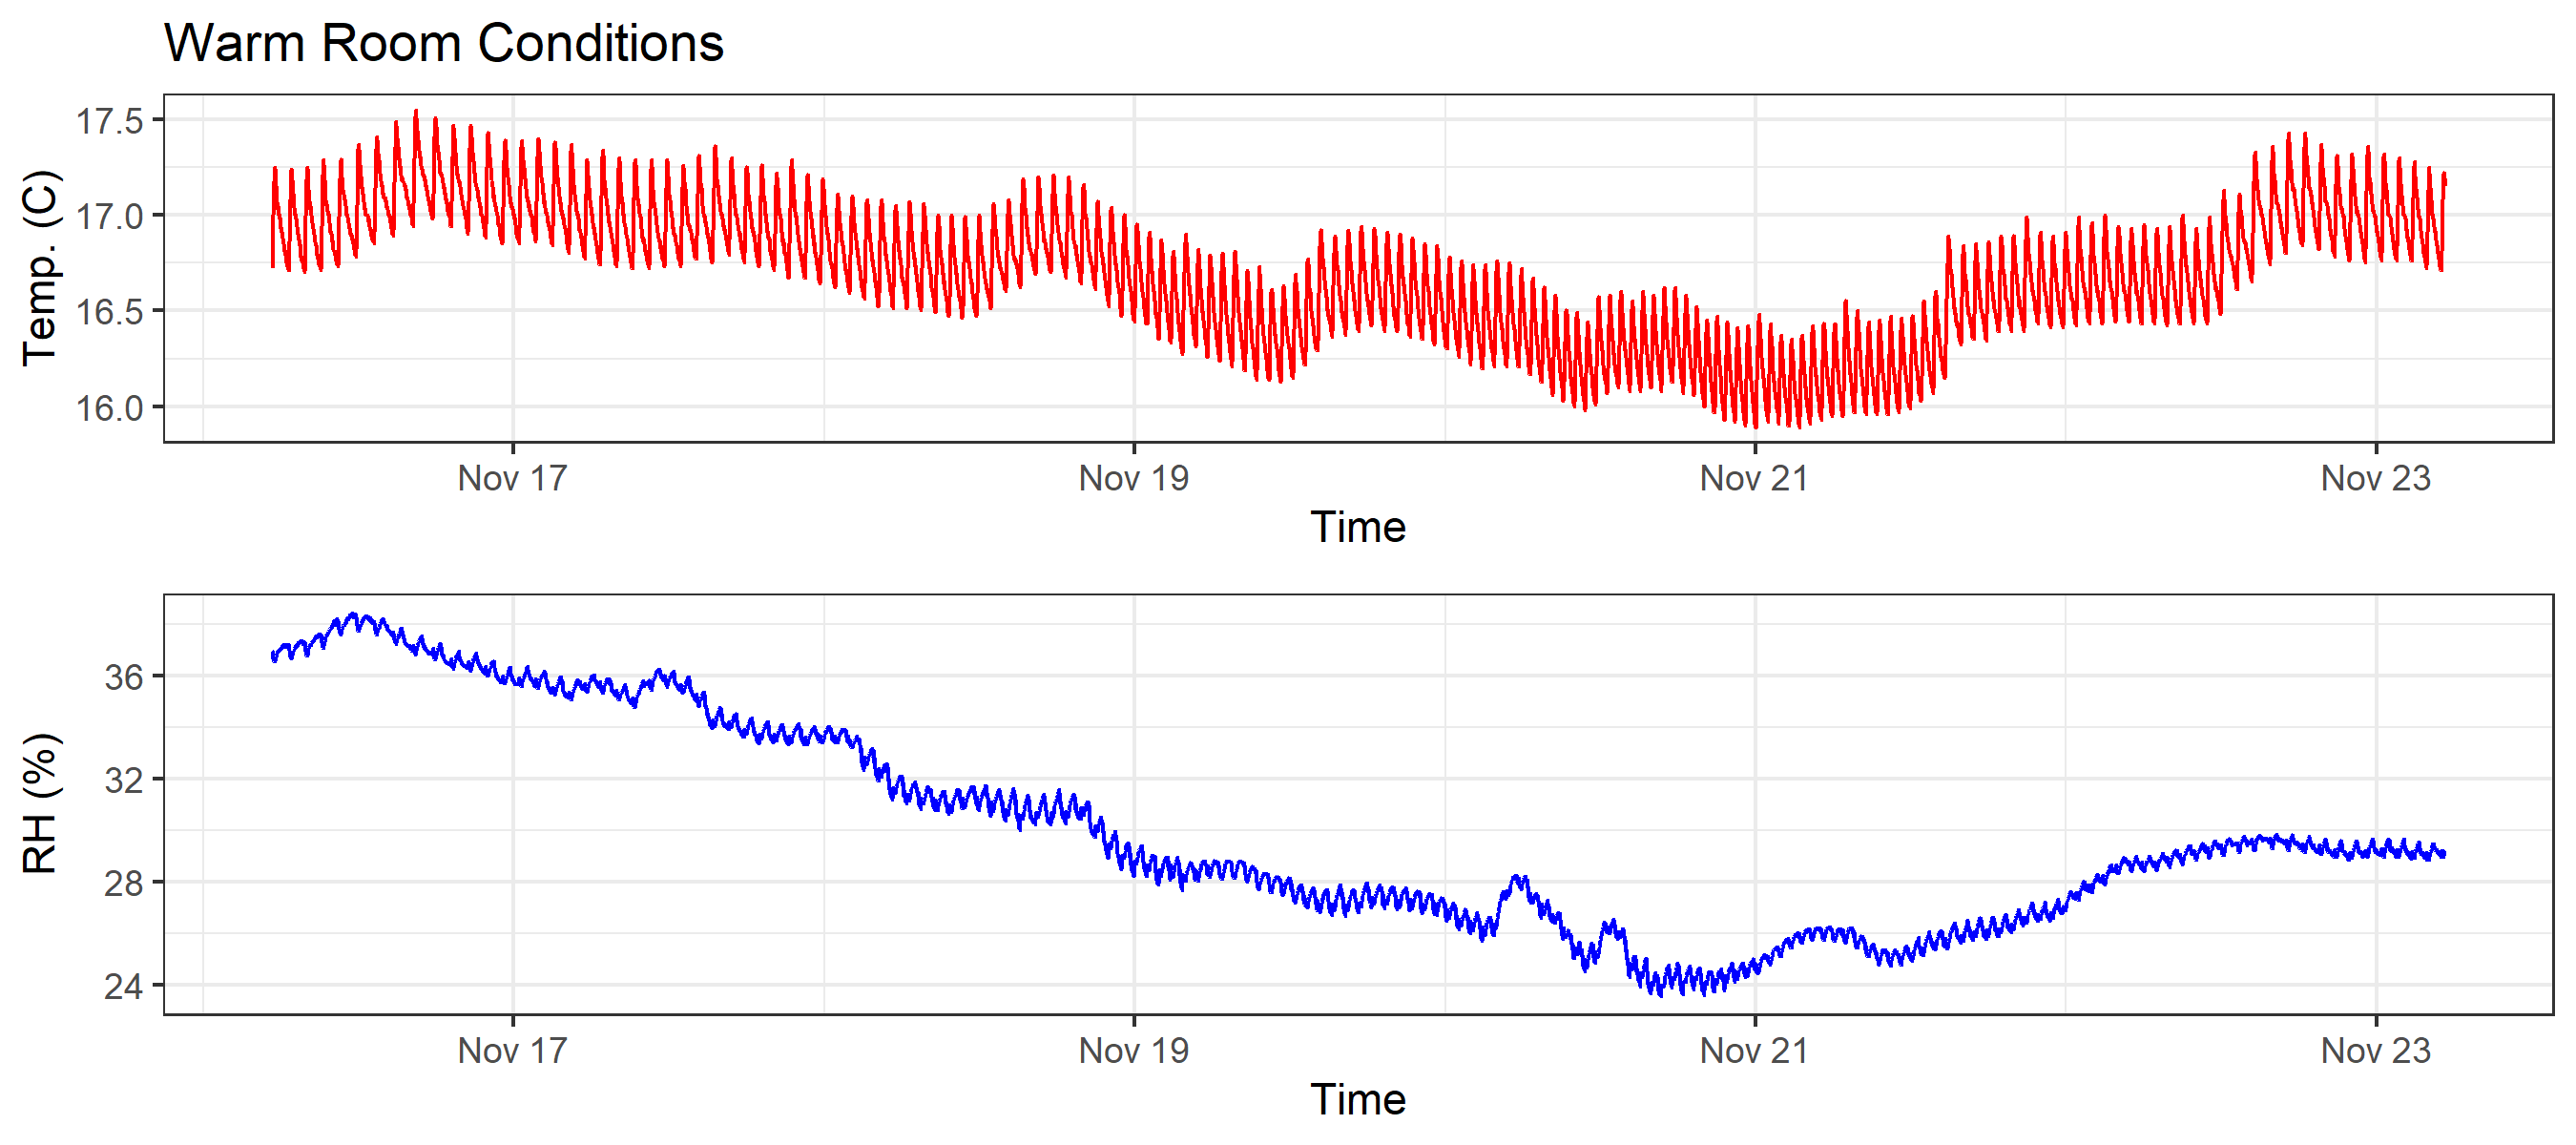 Warm Room Conditions
17.5
17.0
16.5
16.0
Temp. (C)
Nov 17 Nov 19 Nov 21 Nov 23
Time
36
32
28
24
RH (%)
Nov 17 Nov 19 Nov 21 Nov 23
Time